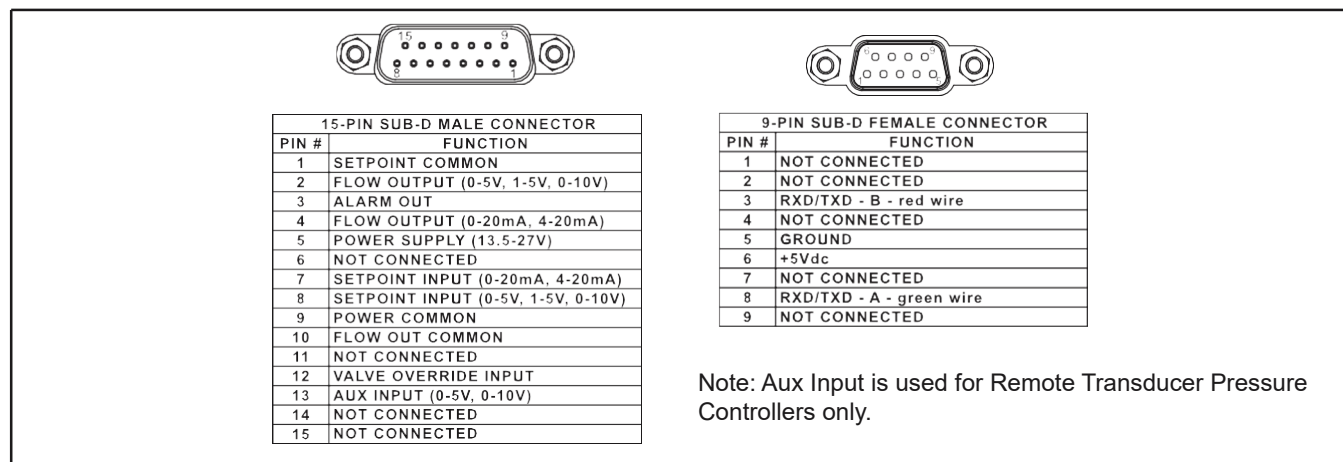 15 9
8 1
15-PIN SUB-D MALE CONNECTOR
PIN # FUNCTION
1 SETPOINT COMMON
2 FLOW OUTPUT (0-5V, 1-5V, 0-10V)
3 ALARM OUT
4 FLOW OUTPUT (0-20mA, 4-20mA)
5 POWER SUPPLY (13.5-27V)
6 NOT CONNECTED
7 SETPOINT INPUT (0-20mA, 4-20mA)
8 SETPOINT INPUT (0-5V, 1-5V, 0-10V)
9 POWER COMMON
10 FLOW OUT COMMON
11 NOT CONNECTED
12 VALVE OVERRIDE INPUT
13 AUX INPUT (0-5V, 0-10V)
14 NOT CONNECTED
15 NOT CONNECTED
6 9
1 5
9-PIN SUB-D FEMALE CONNECTOR
PIN # FUNCTION
1 NOT CONNECTED
2 NOT CONNECTED
3 RXD/TXD - B - red wire
4 NOT CONNECTED
5 GROUND
6 +5Vdc
7 NOT CONNECTED
8 RXD/TXD - A - green wire
9 NOT CONNECTED
Note: Aux Input is used for Remote Transducer Pressure
Controllers only.